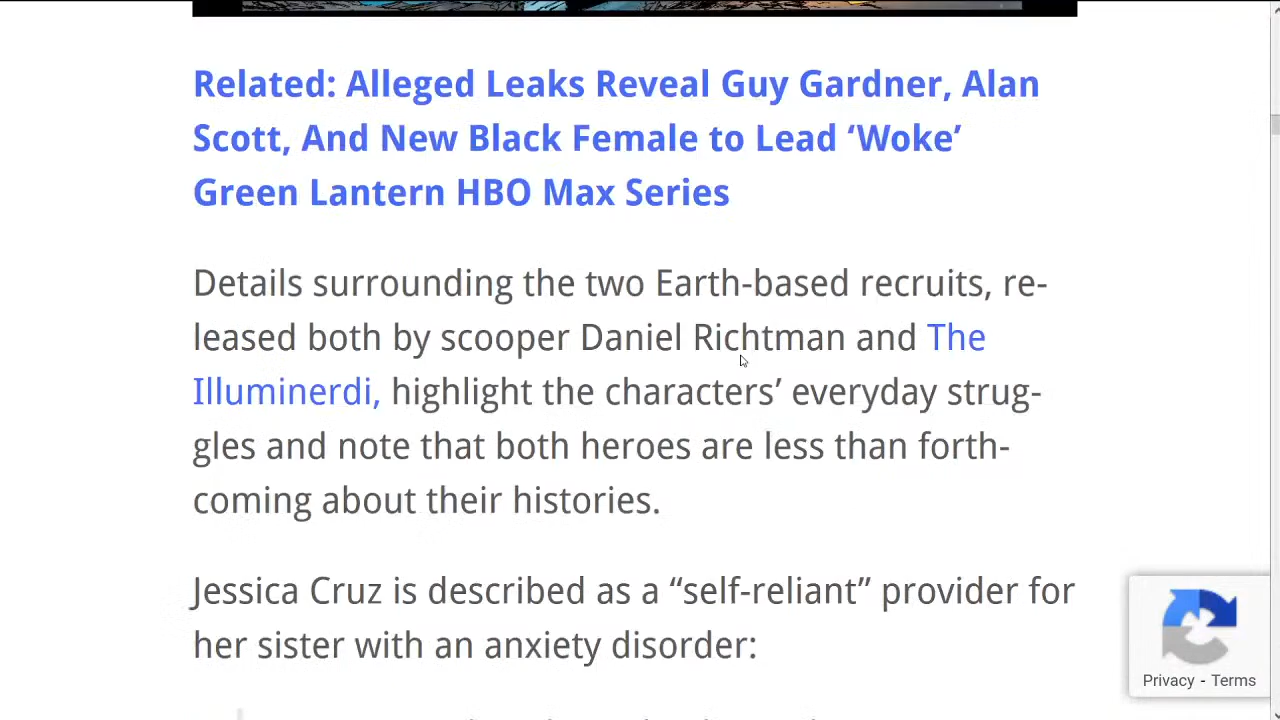 Related: Alleged Leaks Reveal Guy Gardner, Alan
Scott, And New Black Female to Lead ‘Woke’
Green Lantern HBO Max Series
Details surrounding the two Earth-based recruits, re-
leased both by scooper Daniel Richtman and The
Illuminerdi, highlight the characters’ everyday strug-
gles and note that both heroes are less than forth-
coming about their histories.
Jessica Cruz is described as a “self-reliant” provider for
her sister with an anxiety disorder:
Privacy - Terms